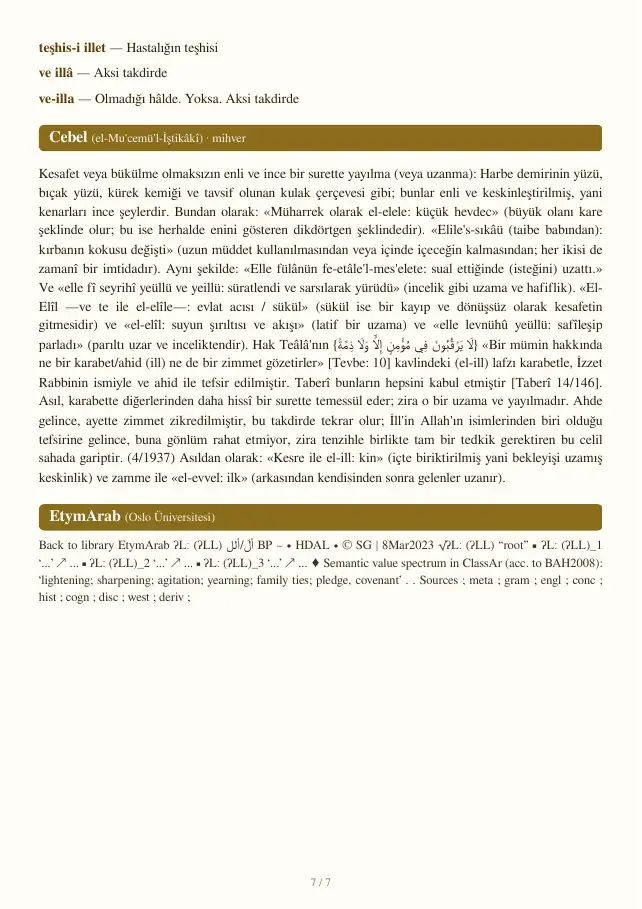 teşhis-i illet — Hastalığın teşhisi
ve illâ — Aksi takdirde
ve-illa — Olmadığı hâlde. Yoksa. Aksi takdirde
Cebel (el-Mu'cemü'l-İştikâkî) · mihver
Kesafet veya bükülme olmaksızın enli ve ince bir surette yayılma (veya uzanma): Harbe demirinin yüzü,
bıçak yüzü, kürek kemiği ve tavsif olunan kulak çerçevesi gibi; bunlar enli ve keskinleştirilmiş, yani
kenarları ince şeylerdir. Bundan olarak: «Müharrek olarak el-elele: küçük hevdec» (büyük olanı kare
şeklinde olur; bu ise herhalde enini gösteren dikdörtgen şeklindedir). «Elile's-sıkâü (taibe babından):
kırbanın kokusu değişti» (uzun müddet kullanılmasından veya içinde içeceğin kalmasından; her ikisi de
zamanî bir imtidadır). Aynı şekilde: «Elle fülânün fe-etâle'l-mes'elete: sual ettiğinde (isteğini) uzattı.»
Ve «elle fî seyrihî yeüllü ve yeillü: süratlendi ve sarsılarak yürüdü» (incelik gibi uzama ve hafiflik). «El-
Elîl —ve te ile el-elîle—: evlat acısı / sükül» (sükül ise bir kayıp ve dönüşsüz olarak kesafetin
gitmesidir) ve «el-elîl: suyun şırıltısı ve akışı» (latif bir uzama) ve «elle levnühû yeüllü: safîleşip
parladı» (parıltı uzar ve inceliktendir). Hak Teâlâ'nın {لَا يَرْقُبُونَ فِي مُؤْمِنٍ إِلًّا وَلَا ذِمَّةً} «Bir mümin hakkında
ne bir karabet/ahid (ill) ne de bir zimmet gözetirler» [Tevbe: 10] kavlindeki (el-ill) lafzı karabetle, İzzet
Rabbinin ismiyle ve ahid ile tefsir edilmiştir. Taberî bunların hepsini kabul etmiştir [Taberî 14/146].
Asıl, karabette diğerlerinden daha hissî bir surette temessül eder; zira o bir uzama ve yayılmadır. Ahde
gelince, ayette zimmet zikredilmiştir, bu takdirde tekrar olur; İll'in Allah'ın isimlerinden biri olduğu
tefsirine gelince, buna gönlüm rahat etmiyor, zira tenzihle birlikte tam bir tedkik gerektiren bu celil
sahada gariptir. (4/1937) Asıldan olarak: «Kesre ile el-ill: kin» (içte biriktirilmiş yani bekleyişi uzamış
keskinlik) ve zamme ile «el-evvel: ilk» (arkasından kendisinden sonra gelenler uzanır).
EtymArab (Oslo Üniversitesi)
Back to library EtymArab ʔL: (ʔLL) ألّ/ألل BP – • HDAL • © SG | 8Mar2023 √ʔL: (ʔLL) “root” ▪ ʔL: (ʔLL)_1
‘...’ ↗ ... ▪ ʔL: (ʔLL)_2 ‘...’ ↗ ... ▪ ʔL: (ʔLL)_3 ‘...’ ↗ ... ♦ Semantic value spectrum in ClassAr (acc. to BAH2008):
‘lightening; sharpening; agitation; yearning; family ties; pledge, covenant’ . . Sources ; meta ; gram ; engl ; conc ;
hist ; cogn ; disc ; west ; deriv ;
7 / 7